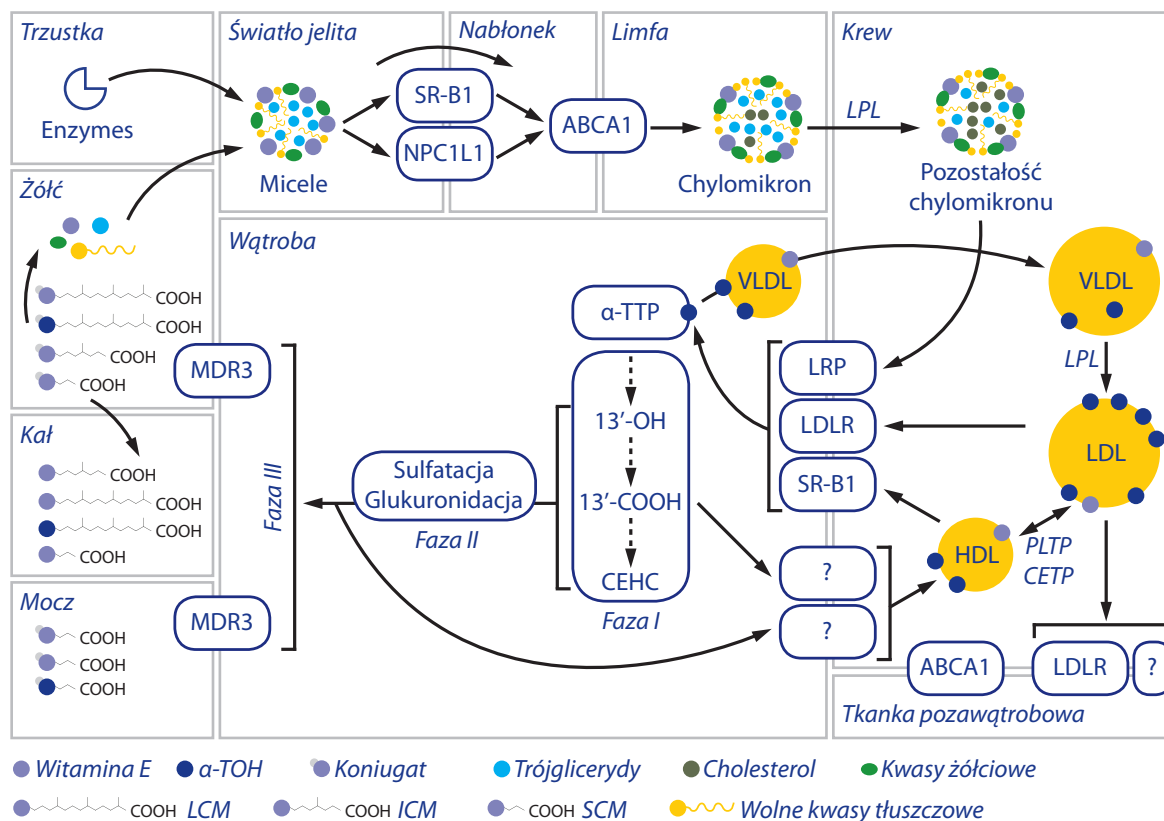 Trzustka
Enzymes
Światło jelita
Micele
SR-B1
NPC1L1
Nabłonek
ABCA1
Limfa
Chylomikron
Krew
LPL
Pozostałość
chylomikronu
Żółć
COOH
COOH
COOH
COOH
MDR3
Kał
COOH
COOH
COOH
COOH
Mocz
COOH
COOH
COOH
MDR3
Wątroba
VLDL
α-TTP
13′-OH
13′-COOH
CEHC
Faza I
Sulfatacja
Glukuronidacja
Faza II
Faza III
LRP
LDLR
SR-B1
?
?
VLDL
LPL
LDL
HDL
PLTP
CETP
ABCA1
LDLR
?
Tkanka pozawątrobowa
Witamina E
α-TOH
Koniugat
Trójglicerydy
Cholesterol
Kwasy żółciowe
COOH LCM
COOH ICM
COOH SCM
Wolne kwasy tłuszczowe